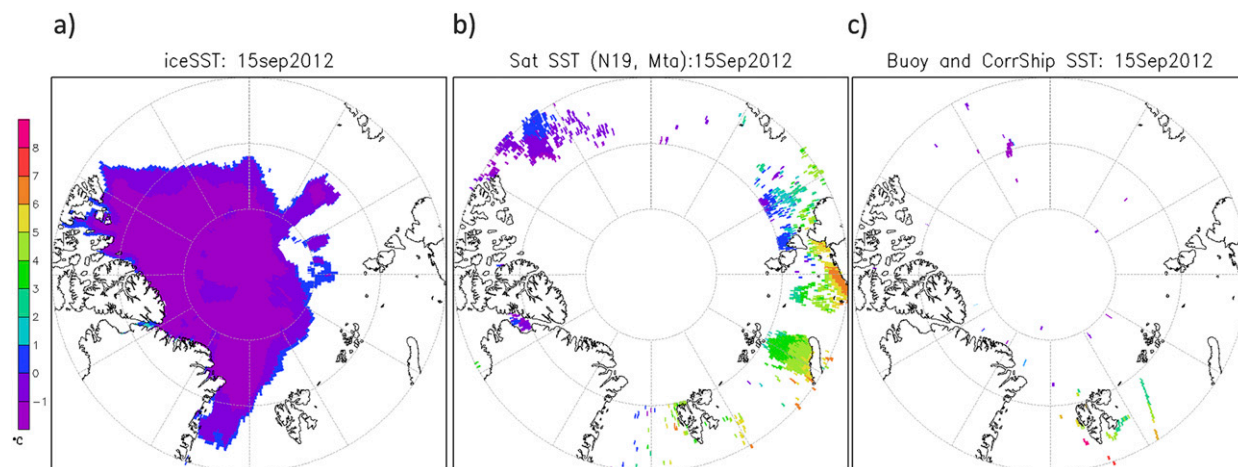 a)
iceSST: 15sep2012
b)
Sat SST (N19, Mta):15Sep2012
c)
Buoy and CorrShip SST: 15Sep2012
8
7
6
5
4
3
2
1
0
-1
°C